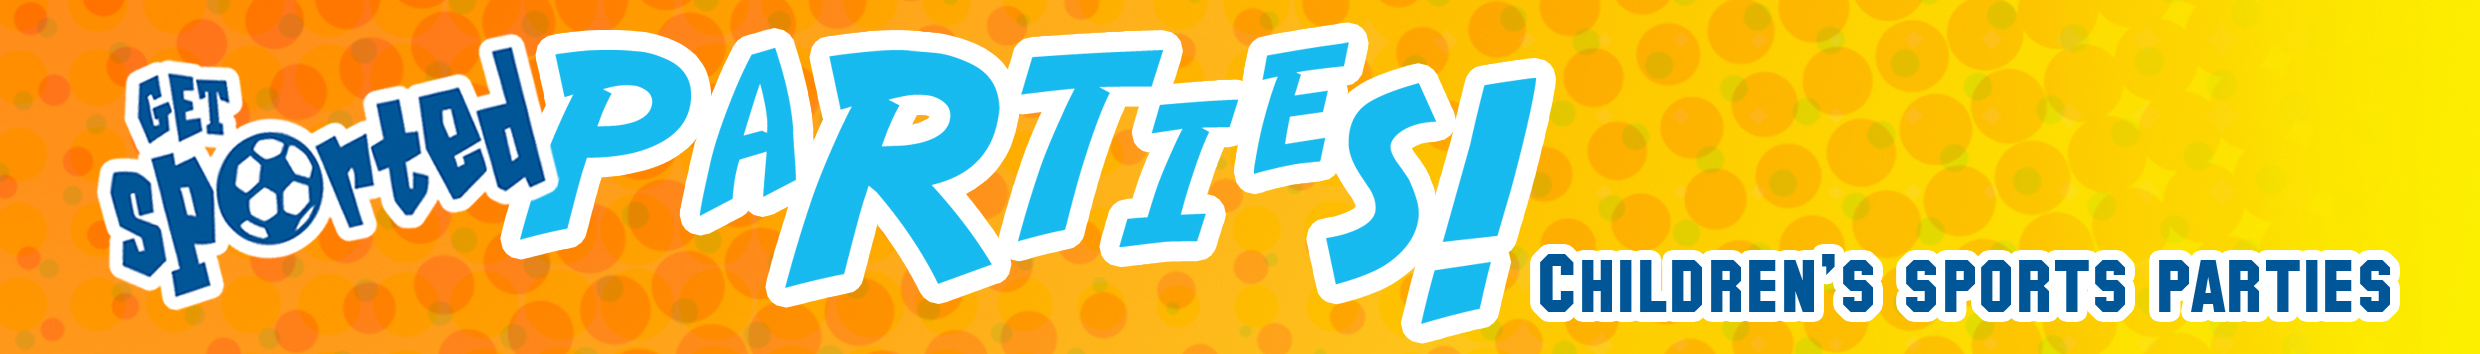 GET
sported
PARTIES!
CHILDREN'S SPORTS PARTIES